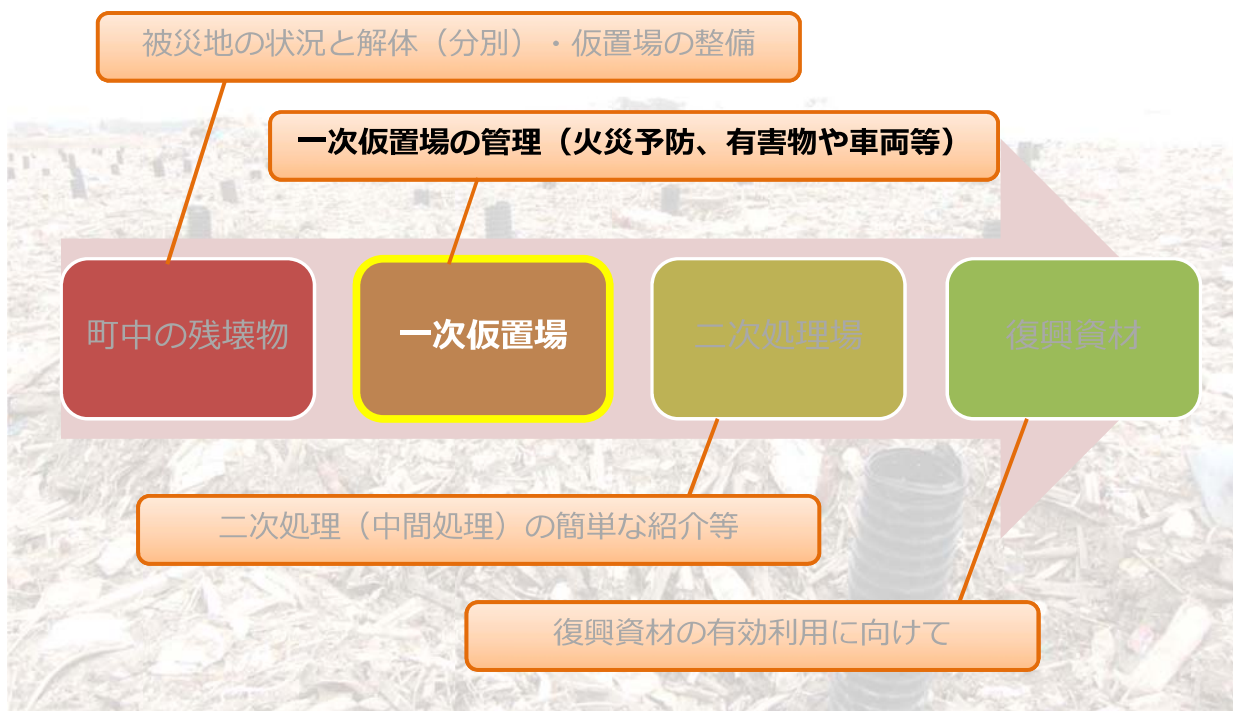 被災地の状況と解体（分別）・仮置場の整備
一次仮置場の管理（火災予防、有害物や車両等）
町中の残壊物
一次仮置場
二次処理場
復興資材
二次処理（中間処理）の簡単な紹介等
復興資材の有効利用に向けて